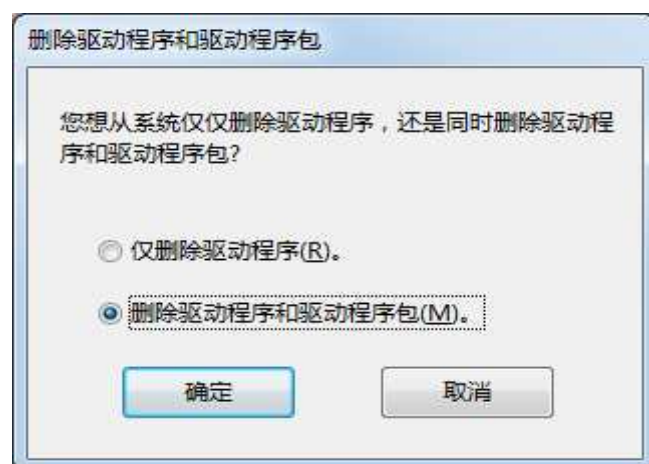 删除驱动程序和驱动程序包
您想从系统仅仅删除驱动程序，还是同时删除驱动程
序和驱动程序包?
仅删除驱动程序(R)。
删除驱动程序和驱动程序包(M)。
确定
取消